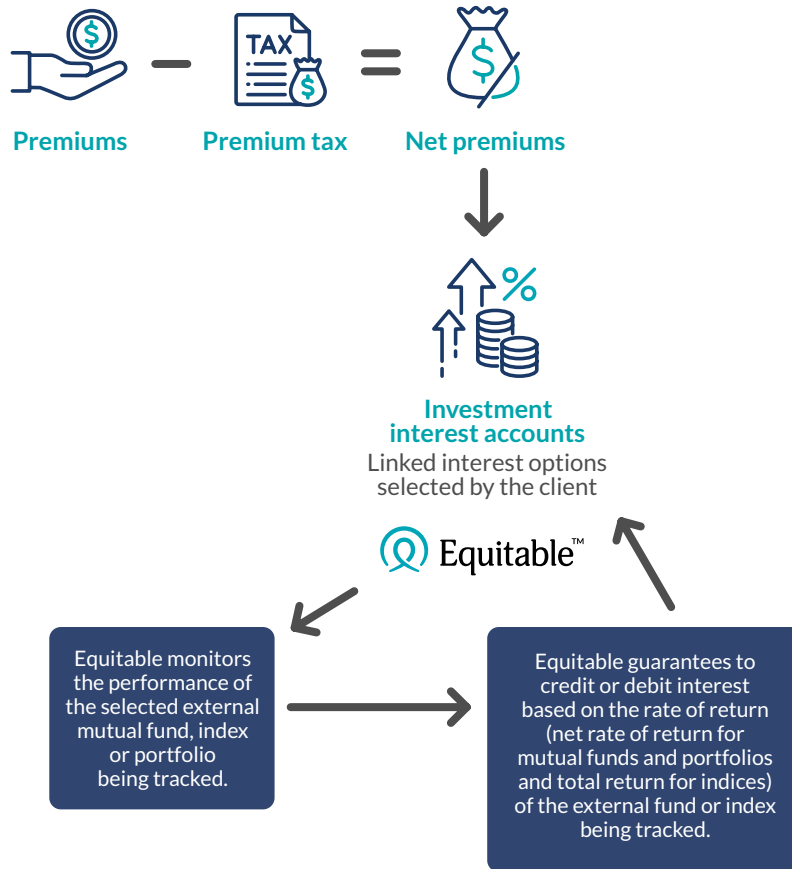 $
TAX
$
$
Premiums
Premium tax
Net premiums
%
Investment
interest accounts
Linked interest options
selected by the client
Equitable™
Equitable monitors
the performance of
the selected external
mutual fund, index
or portfolio
being tracked.
Equitable guarantees to
credit or debit interest
based on the rate of return
(net rate of return for
mutual funds and portfolios
and total return for indices)
of the external fund or index
being tracked.